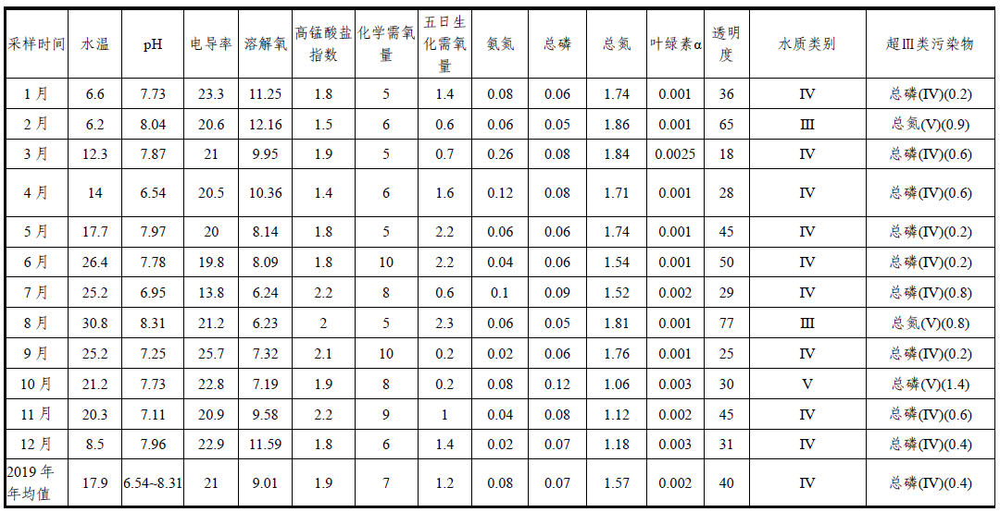 采样时间 水温 pH 电导率 溶解氧 高锰酸盐指数 化学需氧量 五日生化需氧量 氨氮 总磷 总氮 叶绿素α 透明度 水质类别 超Ⅲ类污染物
1月 6.6 7.73 23.3 11.25 1.8 5 1.4 0.08 0.06 1.74 0.001 36 Ⅳ 总磷(Ⅳ)(0.2)
2月 6.2 8.04 20.6 12.16 1.5 6 0.6 0.06 0.05 1.86 0.001 65 Ⅲ 总氮(Ⅴ)(0.9)
3月 12.3 7.87 21 9.95 1.9 5 0.7 0.26 0.08 1.84 0.0025 18 Ⅳ 总磷(Ⅳ)(0.6)
4月 14 6.54 20.5 10.36 1.4 6 1.6 0.12 0.08 1.71 0.001 28 Ⅳ 总磷(Ⅳ)(0.6)
5月 17.7 7.97 20 8.14 1.8 5 2.2 0.06 0.06 1.74 0.001 45 Ⅳ 总磷(Ⅳ)(0.2)
6月 26.4 7.78 19.8 8.09 1.8 10 2.2 0.04 0.06 1.54 0.001 50 Ⅳ 总磷(Ⅳ)(0.2)
7月 25.2 6.95 13.8 6.24 2.2 8 0.6 0.1 0.09 1.52 0.002 29 Ⅳ 总磷(Ⅳ)(0.8)
8月 30.8 8.31 21.2 6.23 2 5 2.3 0.06 0.05 1.81 0.001 77 Ⅲ 总氮(Ⅴ)(0.8)
9月 25.2 7.25 25.7 7.32 2.1 10 0.2 0.02 0.06 1.76 0.001 25 Ⅳ 总磷(Ⅳ)(0.2)
10月 21.2 7.73 22.8 7.19 1.9 8 0.2 0.08 0.12 1.06 0.003 30 Ⅴ 总磷(Ⅴ)(1.4)
11月 20.3 7.11 20.9 9.58 2.2 9 1 0.04 0.08 1.12 0.002 45 Ⅳ 总磷(Ⅳ)(0.6)
12月 8.5 7.96 22.9 11.59 1.8 6 1.4 0.02 0.07 1.18 0.003 31 Ⅳ 总磷(Ⅳ)(0.4)
2019年年均值 17.9 6.54~8.31 21 9.01 1.9 7 1.2 0.08 0.07 1.57 0.002 40 Ⅳ 总磷(Ⅳ)(0.4)